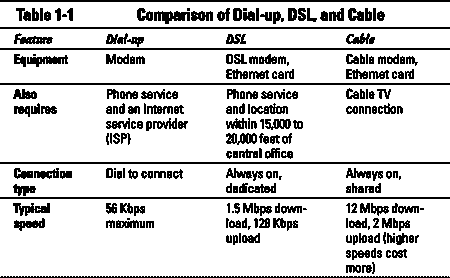 Table 1-1 Comparison of Dial-up, DSL, and Cable
Feature Dial-up DSL Cable
Equipment Modem DSL modem, Cable modem,
Ethernet card Ethernet card
Also Phone service Phone service Cable TV
requires and an Internet and location connection
service provider within 15,000 to
(ISP) 20,000 feet of
central office
Connection Dial to connect Always on, Always on,
type dedicated shared
Typical 56 Kbps 1.5 Mbps down- 12 Mbps down-
speed maximum load, 128 Kbps load, 2 Mbps
upload upload (higher
speeds cost
more)